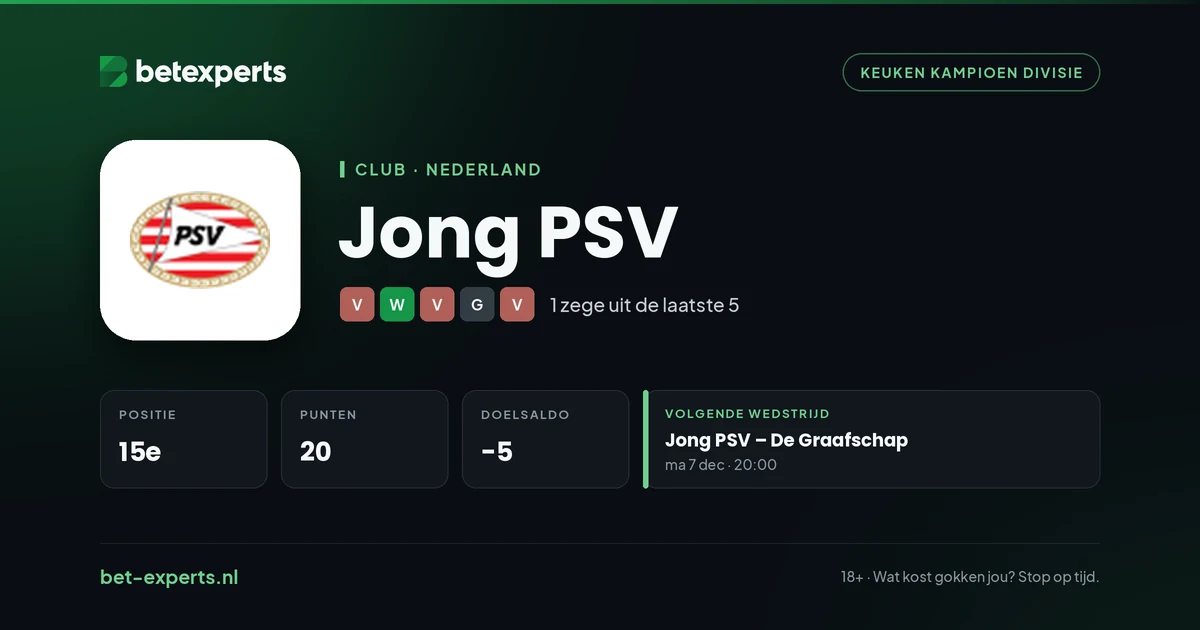 betexperts
KEUKEN KAMPIOEN DIVISIE
CLUB · NEDERLAND
PSV
Jong PSV
V W V G V 1 zege uit de laatste 5
POSITIE
15e
PUNTEN
20
DOELSALDO
-5
VOLGENDE WEDSTRIJD
Jong PSV – De Graafschap
ma 7 dec · 20:00
bet-experts.nl
18+ · Wat kost gokken jou? Stop op tijd.